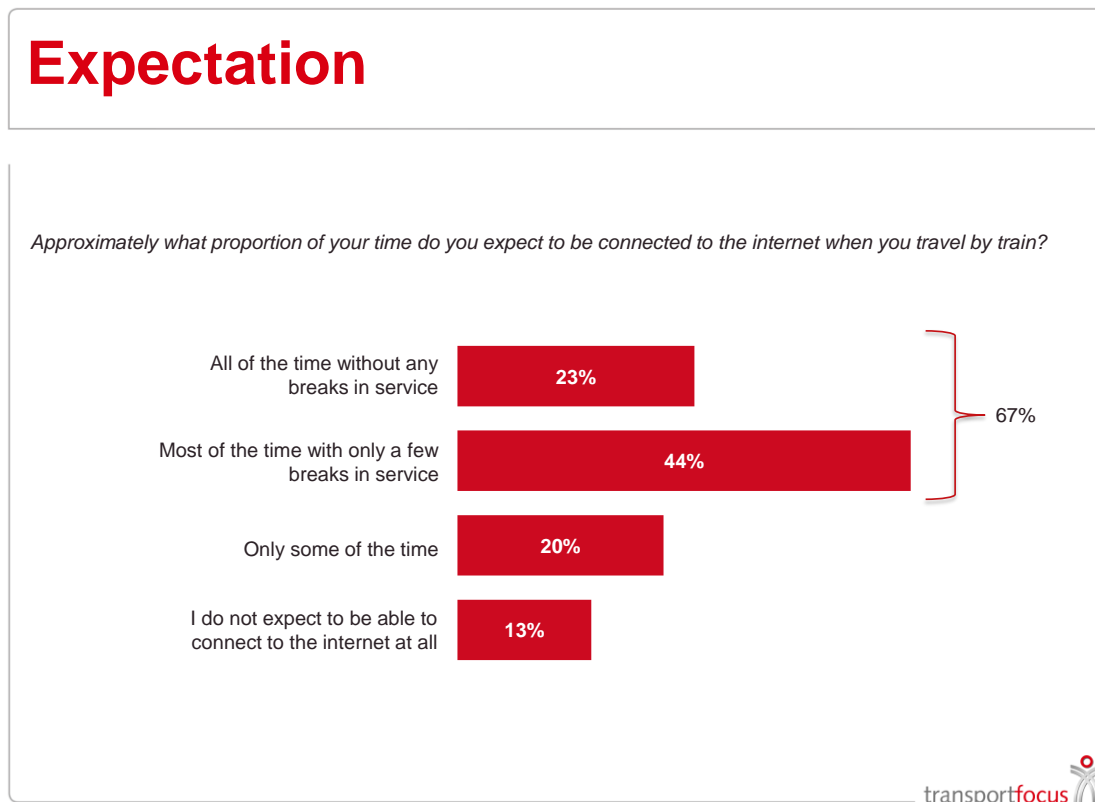 Expectation
Approximately what proportion of your time do you expect to be connected to the internet when you travel by train?
All of the time without any
breaks in service
23%
Most of the time with only a few
breaks in service
44%
67%
Only some of the time
20%
I do not expect to be able to
connect to the internet at all
13%
transportfocus